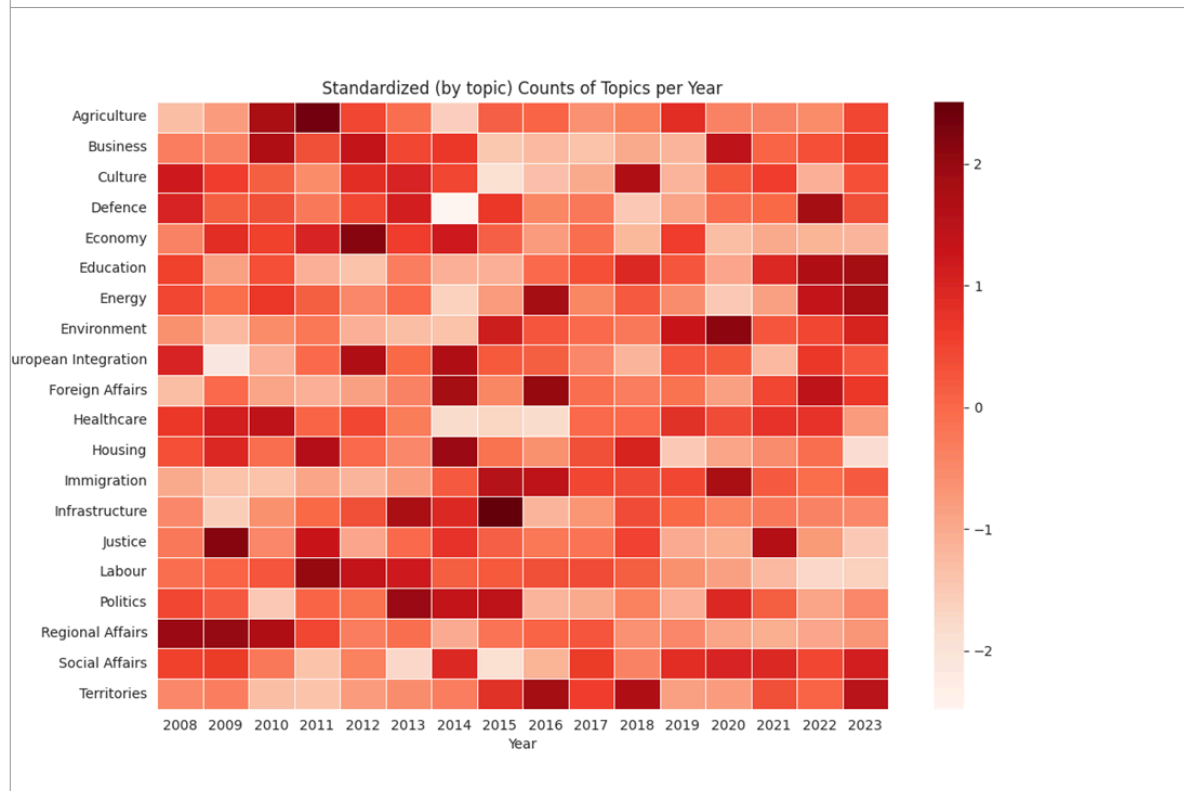 Standardized (by topic) Counts of Topics per Year
Agriculture
Business
Culture
Defence
Economy
Education
Energy
Environment
uropean Integration
Foreign Affairs
Healthcare
Housing
Immigration
Infrastructure
Justice
Labour
Politics
Regional Affairs
Social Affairs
Territories
2008 2009 2010 2011 2012 2013 2014 2015 2016 2017 2018 2019 2020 2021 2022 2023
Year
2
1
0
−1
−2